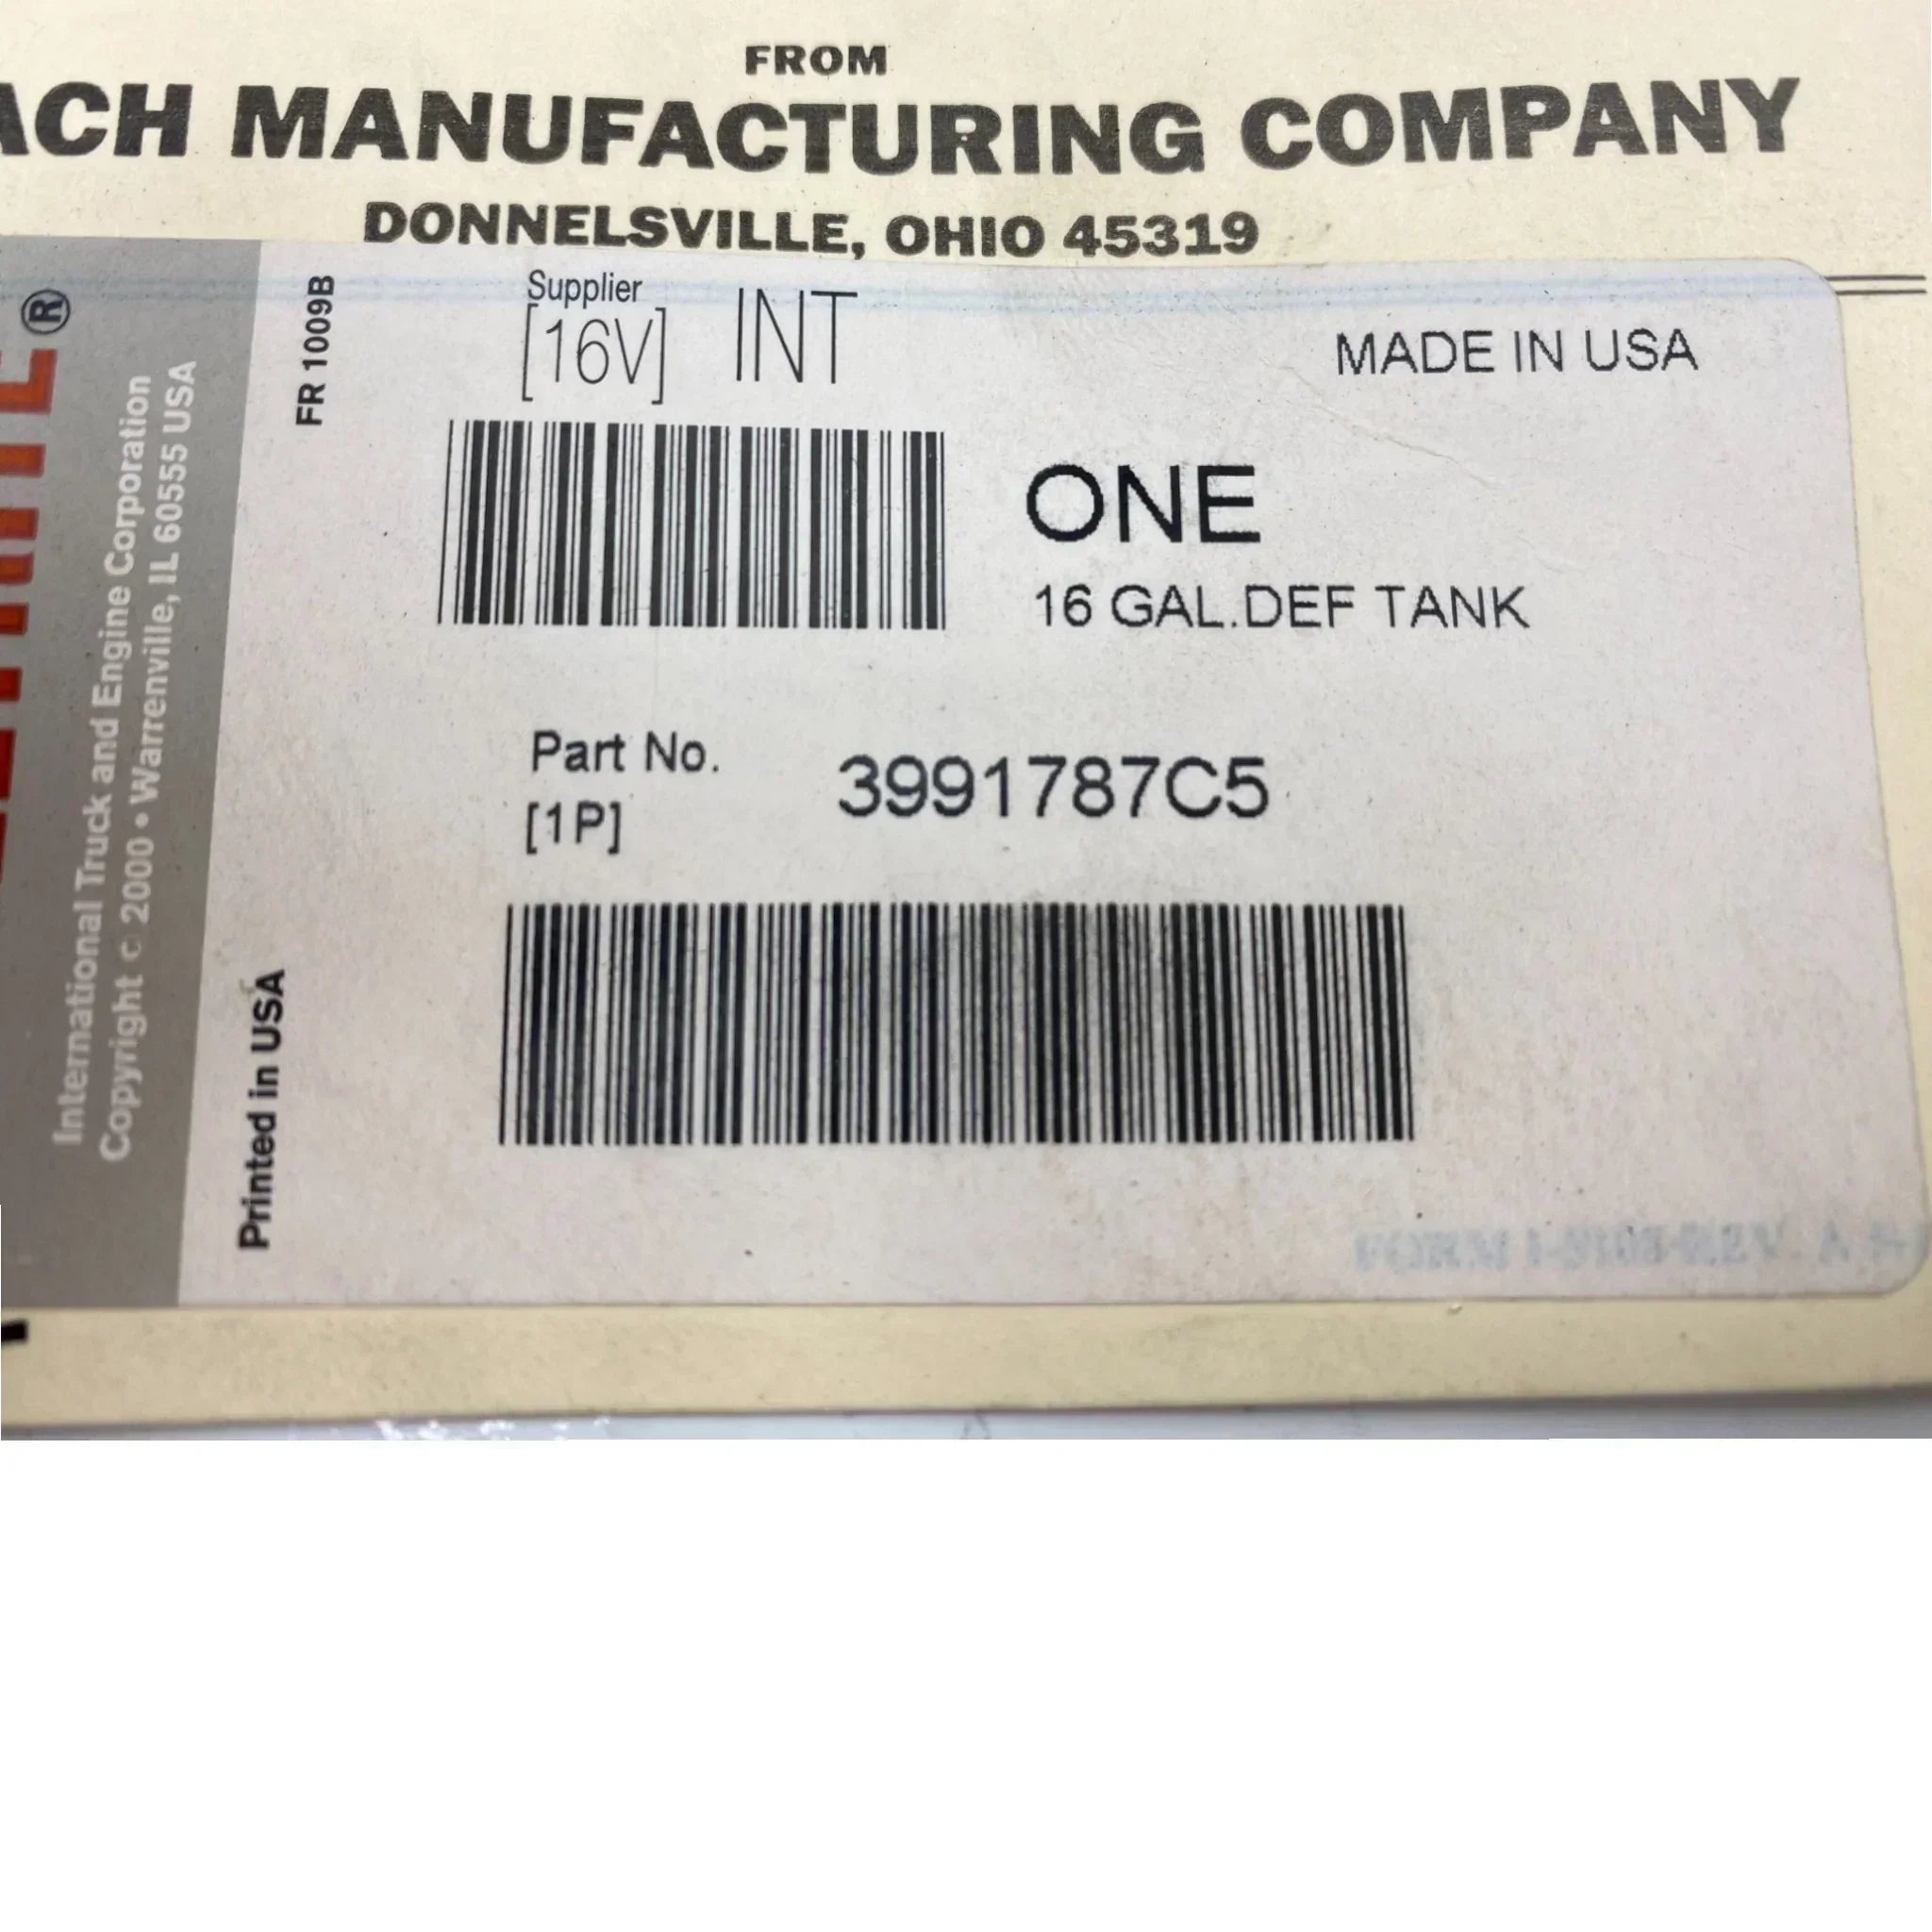 FROM
ACH MANUFACTURING COMPANY
DONNELSVILLE, OHIO 45319
®
International Truck and Engine Corporation
Copyright © 2000 • Warrenville, IL 60555 USA
FR 1009B
Printed in USA
Supplier
[16V] INT
MADE IN USA
ONE
16 GAL.DEF TANK
Part No.
[1P]
3991787C5
FORM